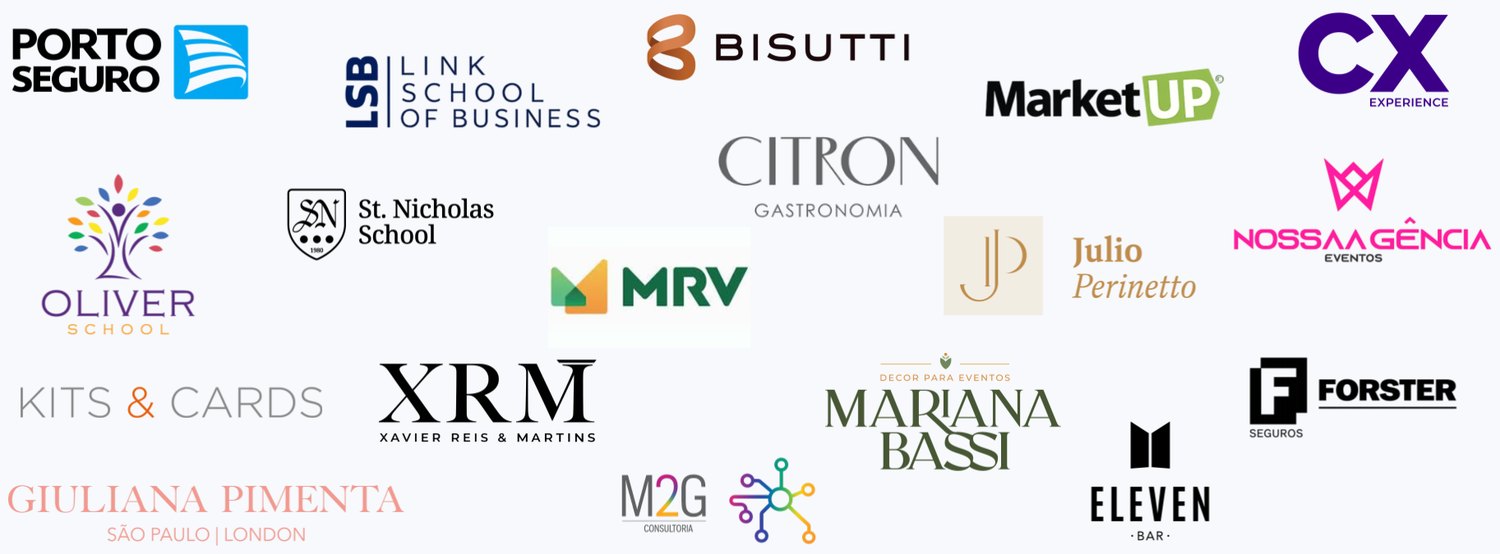 PORTO
SEGURO
LSB
LINK
SCHOOL
OF BUSINESS
BISUTTI
MarketUP®
CX
EXPERIENCE
OLIVER
SCHOOL
SN
1980
St. Nicholas
School
CITRON
GASTRONOMIA
MRV
JP
Julio
Perinetto
NOSSA AGÊNCIA
EVENTOS
KITS & CARDS
XRM
XAVIER REIS & MARTINS
DECOR PARA EVENTOS
MARIANA
BASSI
F
FORSTER
SEGUROS
GIULIANA PIMENTA
SÃO PAULO | LONDON
M2G
CONSULTORIA
ELEVEN
· BAR ·